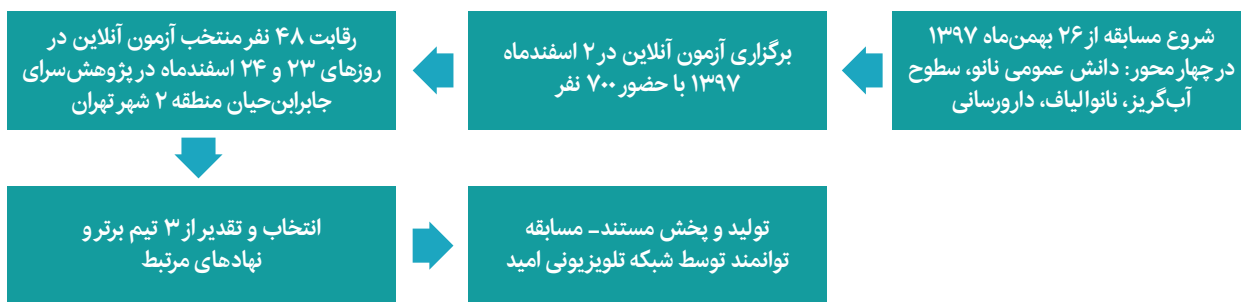 شروع مسابقه از ۲۶ بهمن‌ماه ۱۳۹۷
در چهار محور: دانش عمومی نانو، سطوح
آب‌گریز، نانوالیاف، دارورسانی
برگزاری آزمون آنلاین در ۲ اسفندماه
۱۳۹۷ با حضور ۷۰۰ نفر
رقابت ۴۸ نفر منتخب آزمون آنلاین در
روزهای ۲۳ و ۲۴ اسفندماه در پژوهش‌سرای
جابرابن‌حیان منطقه ۲ شهر تهران
انتخاب و تقدیر از ۳ تیم برتر و
نهادهای مرتبط
تولید و پخش مستند- مسابقه
توانمند توسط شبکه تلویزیونی امید